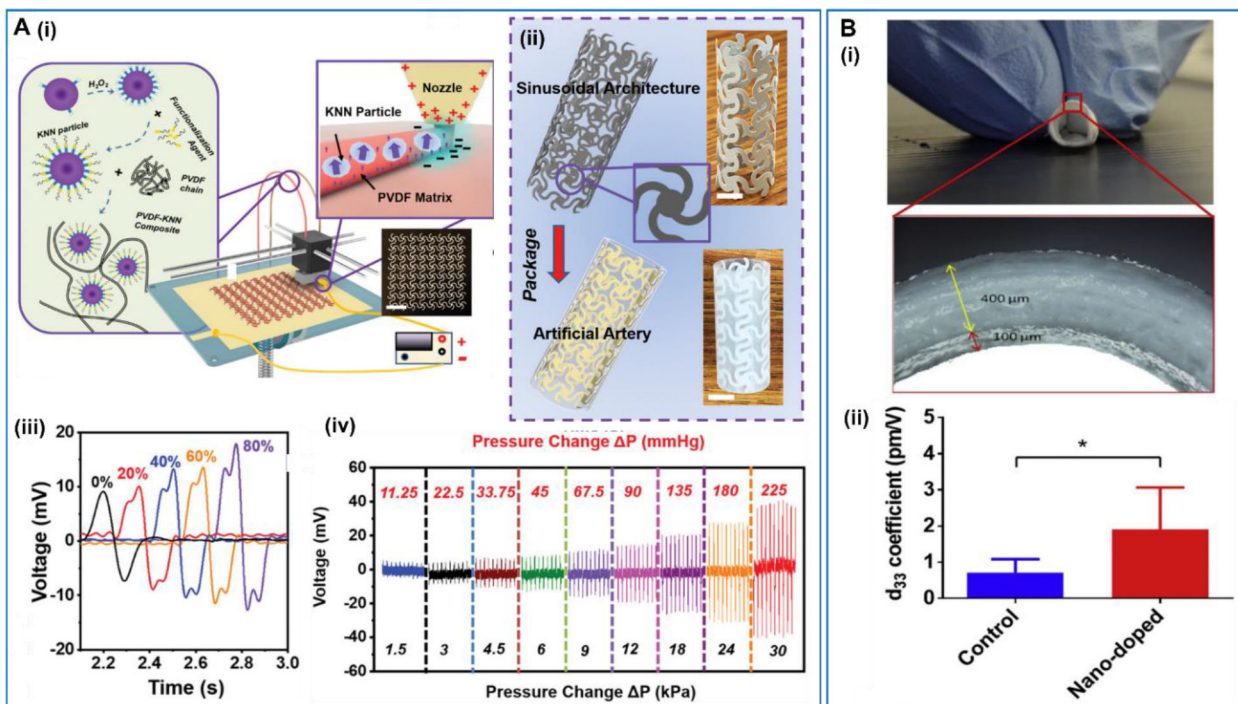 A (i)
H₂O₂
+
Functionalization
Agent
KNN particle
+
PVDF
chain
PVDF-KNN
Composite
Nozzle
KNN Particle
PVDF Matrix
+
-
(ii)
Sinusoidal Architecture
Package
Artificial Artery
(iii)
20
10
0
-10
-20
Voltage (mV)
0%
20%
40%
60%
80%
2.2
2.4
2.6
2.8
3.0
Time (s)
(iv)
Pressure Change ΔP (mmHg)
60
40
20
0
-20
-40
-60
Voltage (mV)
11.25
22.5
33.75
45
67.5
90
135
180
225
1.5
3
4.5
6
9
12
18
24
30
Pressure Change ΔP (kPa)
B
(i)
400 μm
100 μm
(ii)
5
4
3
2
1
0
d₃₃ coefficient (pm/V)
*
Control
Nano-doped